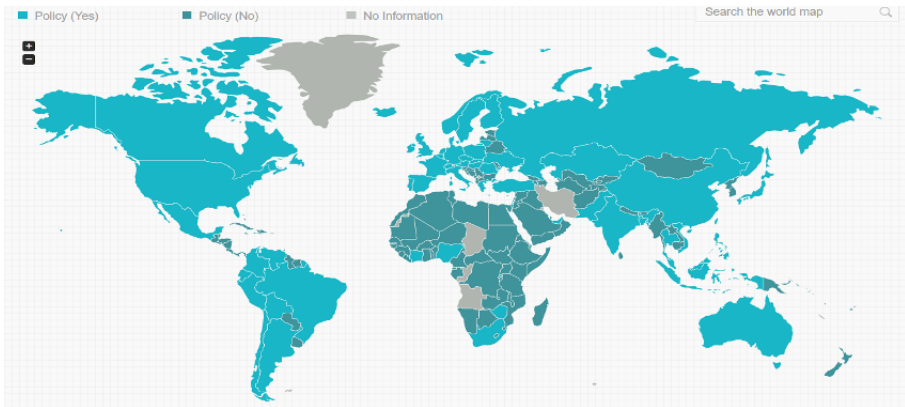 Policy (Yes)
Policy (No)
No Information
Search the world map
+
−